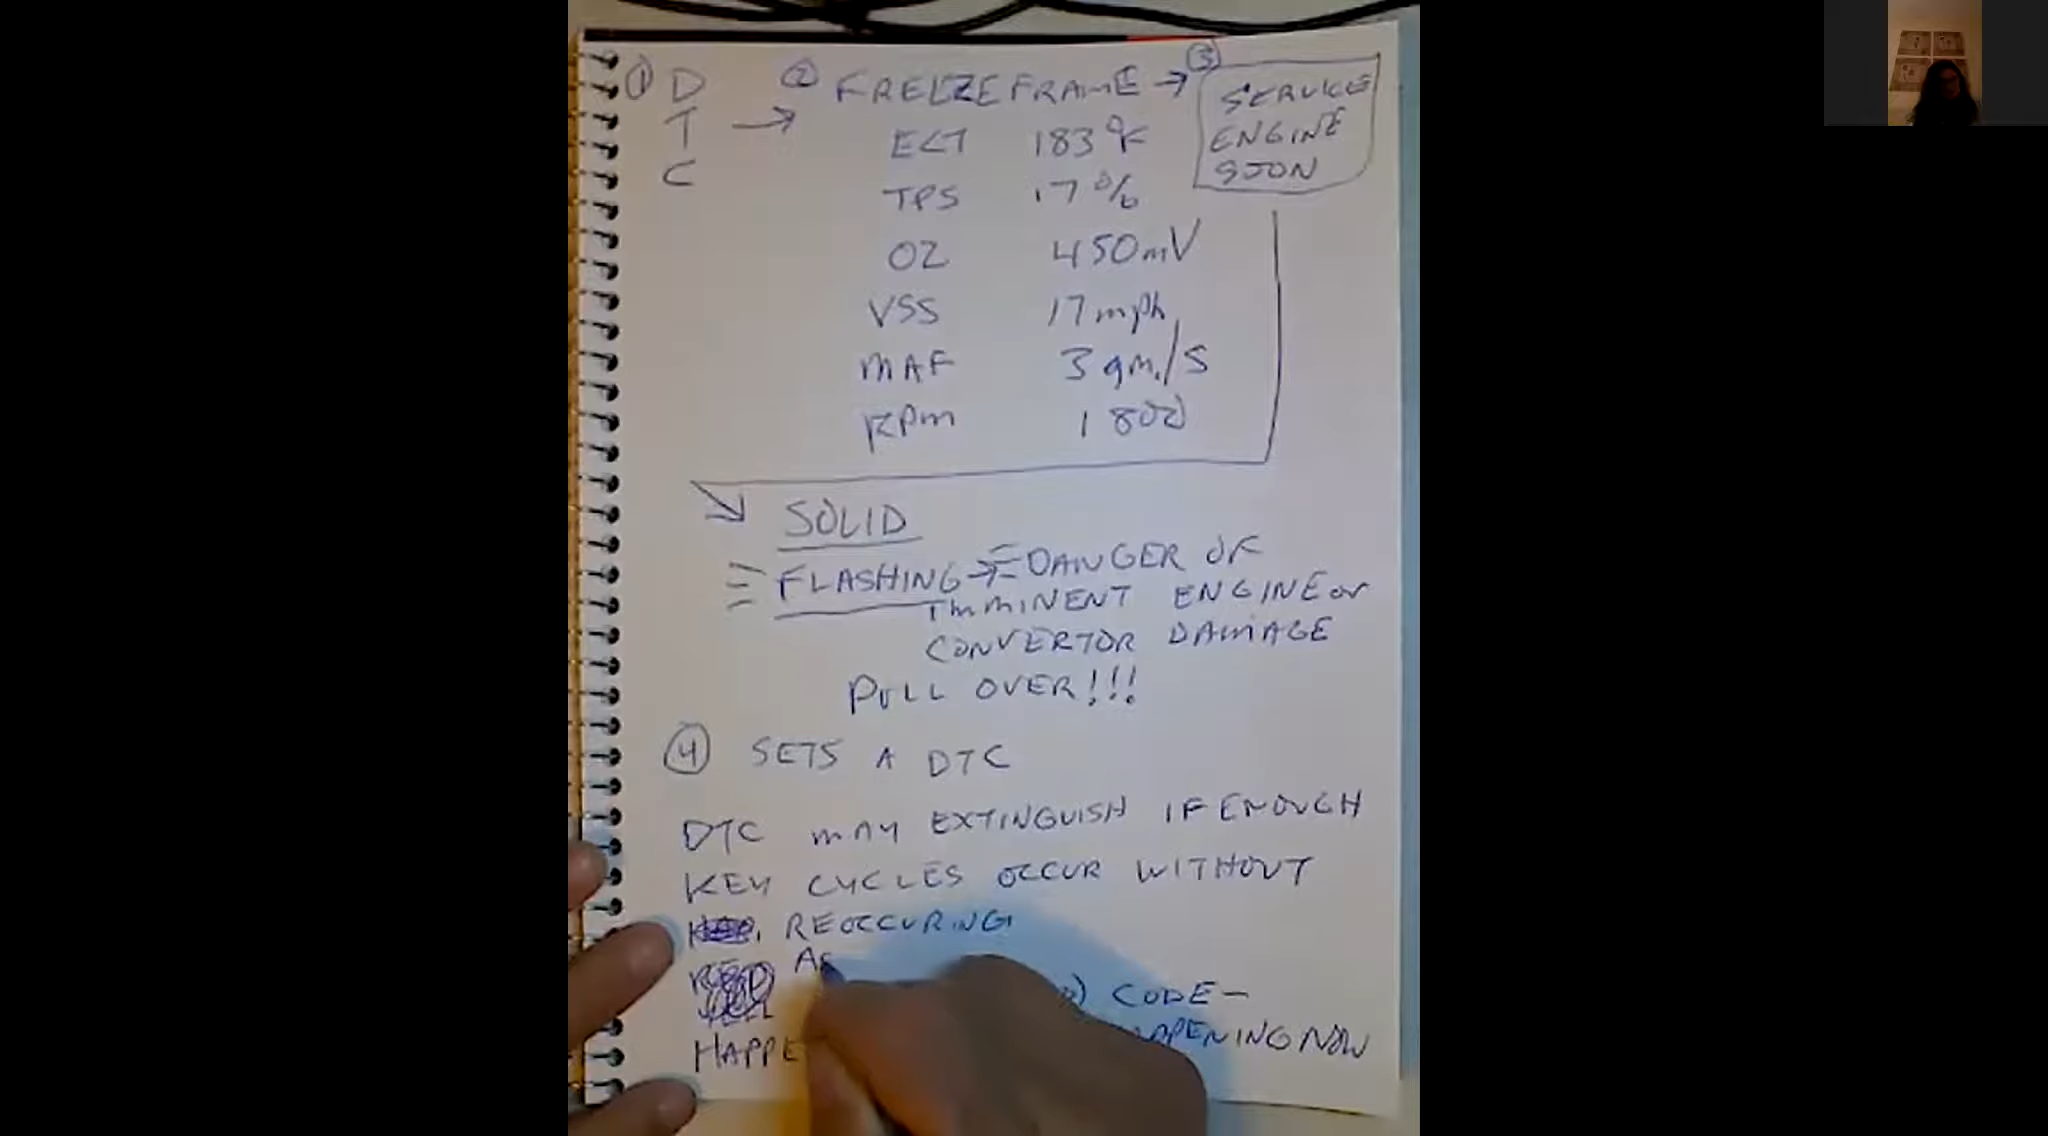 ① D T C → ② FREEZE FRAME → ③ SERVICE ENGINE SOON
ECT 183°F
TPS 17%
O2 450mV
VSS 17mph
MAF 3gm./S
RPM 1800
SOLID
FLASHING → DANGER OF
IMMINENT ENGINE or
CONVERTOR DAMAGE
PULL OVER!!!
④ SETS A DTC
DTC MAY EXTINGUISH IF ENOUGH
KEY CYCLES OCCUR WITHOUT
REOCCURING
CODE-
NOW